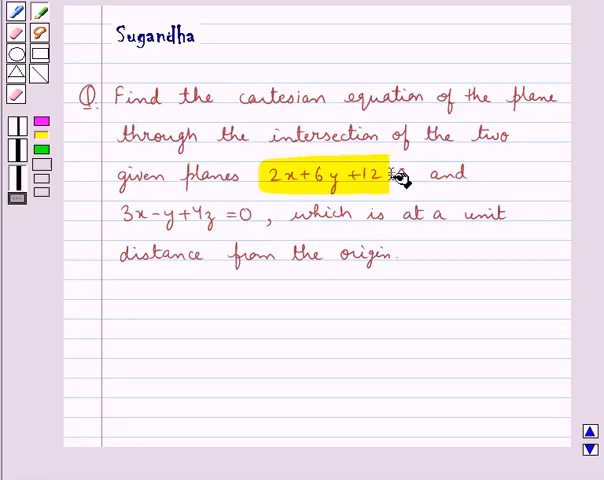 Sugandha
Q. Find the cartesian equation of the plane
through the intersection of the two
given planes 2x+6y+12 and
3x-y+4z=0, which is at a unit
distance from the origin.